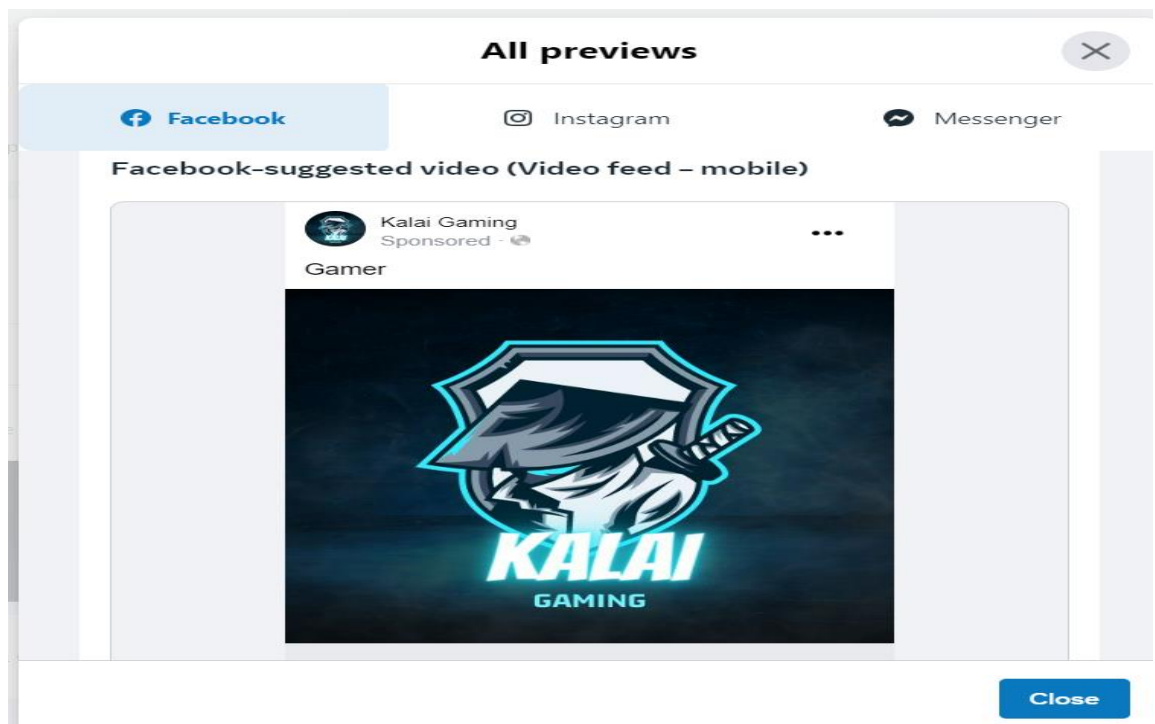 All previews
Facebook
Instagram
Messenger
Facebook-suggested video (Video feed – mobile)
Kalai Gaming
Sponsored ·
Gamer
KALAI
GAMING
Close